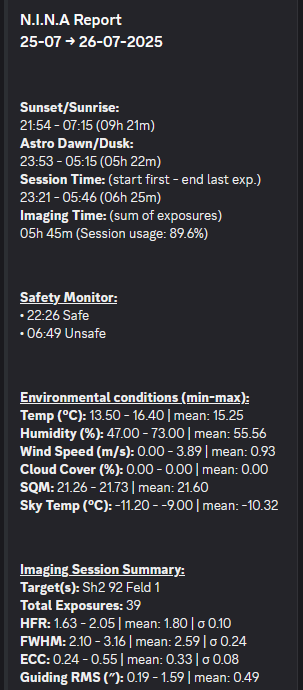 N.I.N.A Report
25-07 → 26-07-2025
Sunset/Sunrise:
21:54 - 07:15 (09h 21m)
Astro Dawn/Dusk:
23:53 - 05:15 (05h 22m)
Session Time: (start first - end last exp.)
23:21 - 05:46 (06h 25m)
Imaging Time: (sum of exposures)
05h 45m (Session usage: 89.6%)
Safety Monitor:
• 22:26 Safe
• 06:49 Unsafe
Environmental conditions (min-max):
Temp (°C): 13.50 - 16.40 | mean: 15.25
Humidity (%): 47.00 - 73.00 | mean: 55.56
Wind Speed (m/s): 0.00 - 3.89 | mean: 0.93
Cloud Cover (%): 0.00 - 0.00 | mean: 0.00
SQM: 21.26 - 21.73 | mean: 21.60
Sky Temp (°C): -11.20 - -9.00 | mean: -10.32
Imaging Session Summary:
Target(s): Sh2 92 Feld 1
Total Exposures: 39
HFR: 1.63 - 2.05 | mean: 1.80 | σ 0.10
FWHM: 2.10 - 3.16 | mean: 2.59 | σ 0.24
ECC: 0.24 - 0.55 | mean: 0.33 | σ 0.08
Guiding RMS (″): 0.19 - 1.59 | mean: 0.49